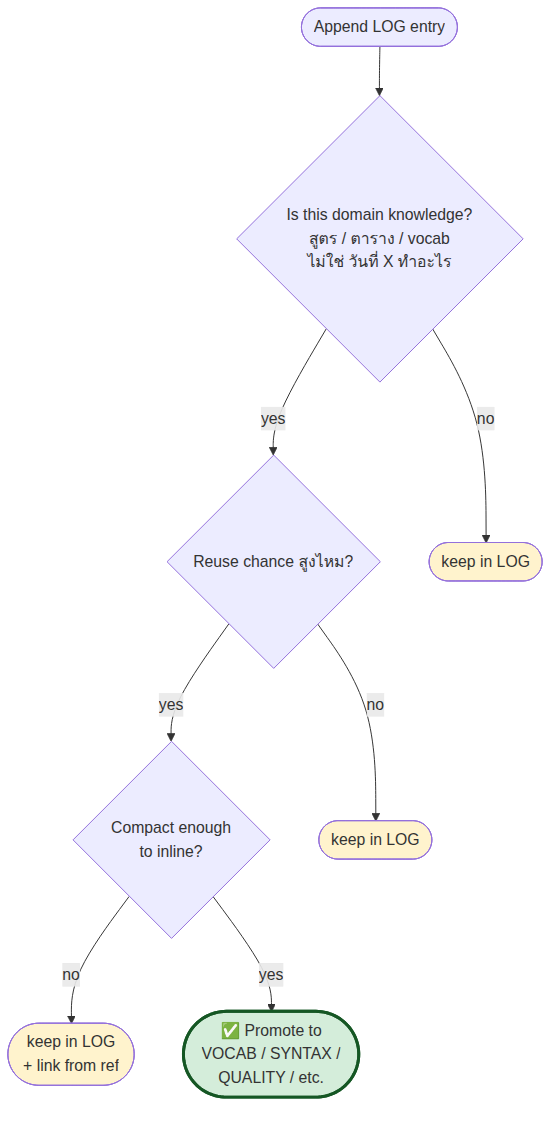 Append LOG entry
Is this domain knowledge?
สูตร / ตาราง / vocab
ไม่ใช่ วันที่ X ทำอะไร
yes
no
Reuse chance สูงไหม?
keep in LOG
yes
no
Compact enough
to inline?
keep in LOG
no
yes
keep in LOG
+ link from ref
✅ Promote to
VOCAB / SYNTAX /
QUALITY / etc.